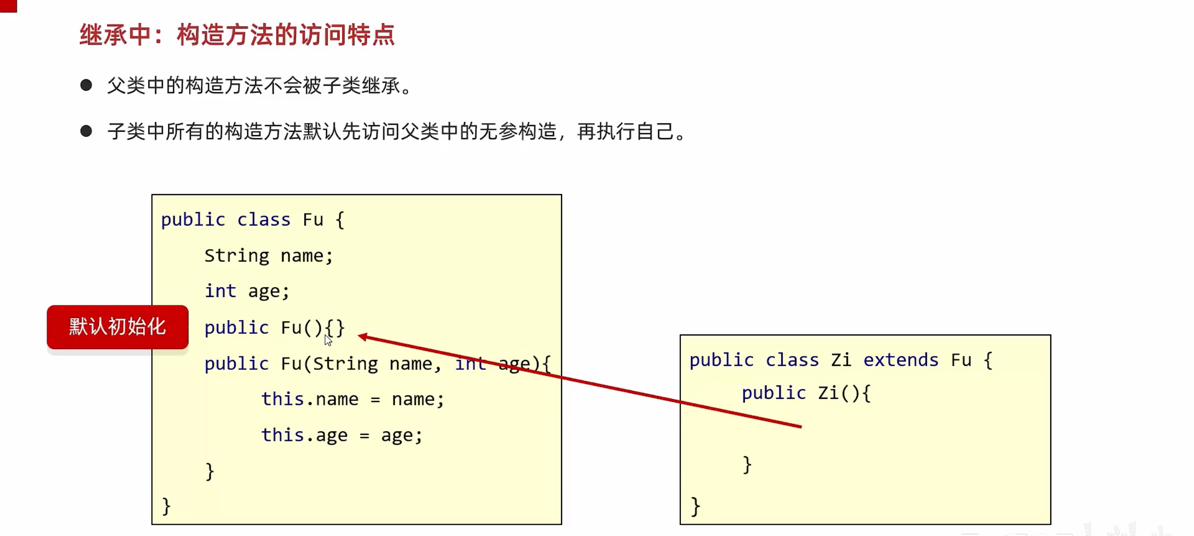 继承中：构造方法的访问特点
● 父类中的构造方法不会被子类继承。
● 子类中所有的构造方法默认先访问父类中的无参构造，再执行自己。
public class Fu {
String name;
int age;
默认初始化
public Fu(){}
public Fu(String name, int age){
this.name = name;
this.age = age;
}
}
public class Zi extends Fu {
public Zi(){
}
}